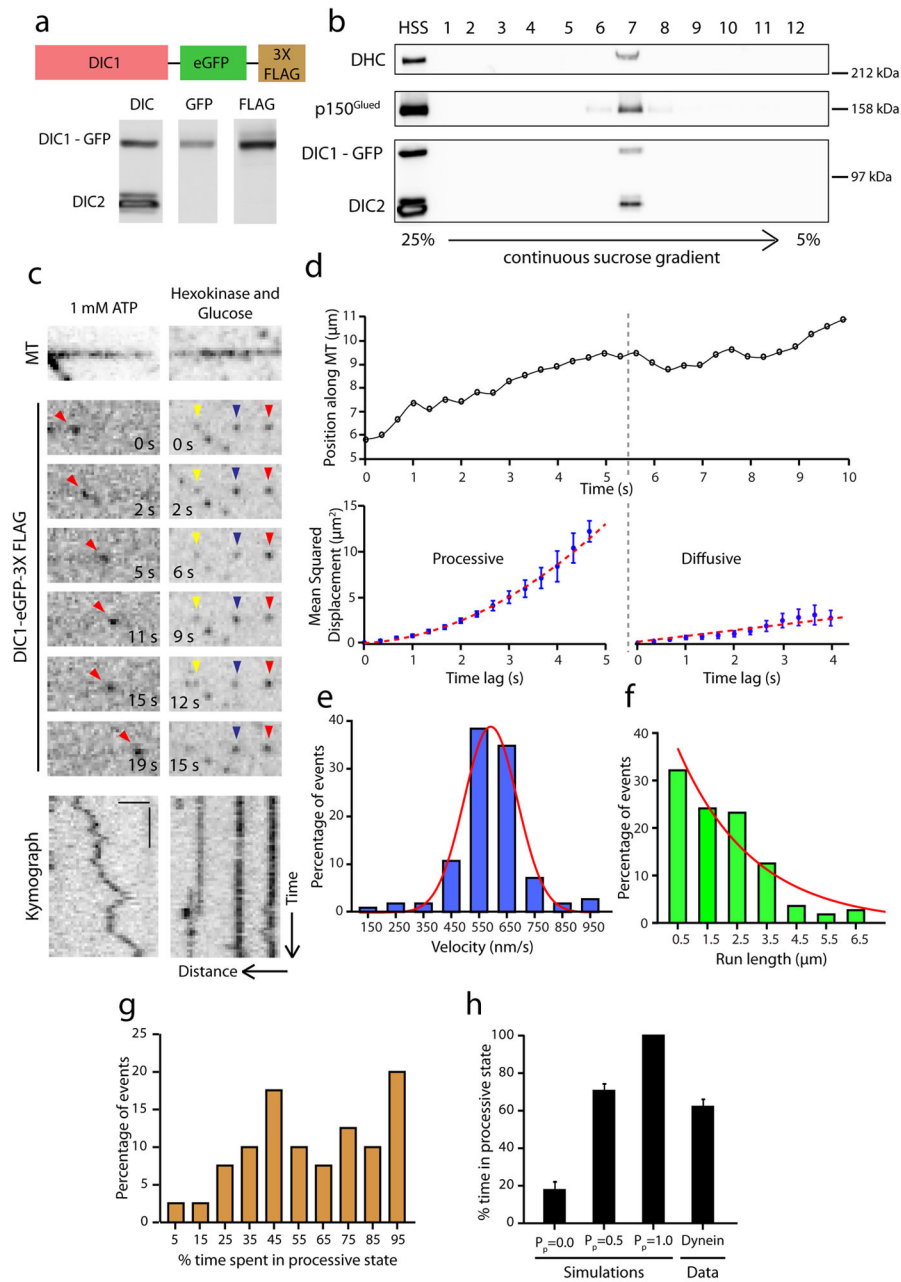 a
DIC1
eGFP
3X
FLAG
DIC GFP FLAG
DIC1 - GFP
DIC2
b
HSS 1 2 3 4 5 6 7 8 9 10 11 12
DHC
212 kDa
p150Glued
158 kDa
DIC1 - GFP
97 kDa
DIC2
25% 5%
continuous sucrose gradient
c
1 mM ATP
Hexokinase and
Glucose
MT
DIC1-eGFP-3X FLAG
0 s 0 s
2 s 2 s
5 s 6 s
11 s 9 s
15 s 12 s
19 s 15 s
Kymograph
Time
Distance
d
Position along MT (µm)
11
10
9
8
7
6
5
0 1 2 3 4 5 6 7 8 9 10
Time (s)
Mean Squared
Displacement (µm²)
15
10
5
0
Processive
Diffusive
0 1 2 3 4 5
0 1 2 3 4
Time lag (s)
Time lag (s)
e
Percentage of events
40
30
20
10
0
150 250 350 450 550 650 750 850 950
Velocity (nm/s)
f
Percentage of events
40
30
20
10
0
0.5 1.5 2.5 3.5 4.5 5.5 6.5
Run length (µm)
g
Percentage of events
25
20
15
10
5
0
5 15 25 35 45 55 65 75 85 95
% time spent in processive state
h
% time in processive state
100
80
60
40
20
0
Pp=0.0 Pp=0.5 Pp=1.0 Dynein
Simulations Data